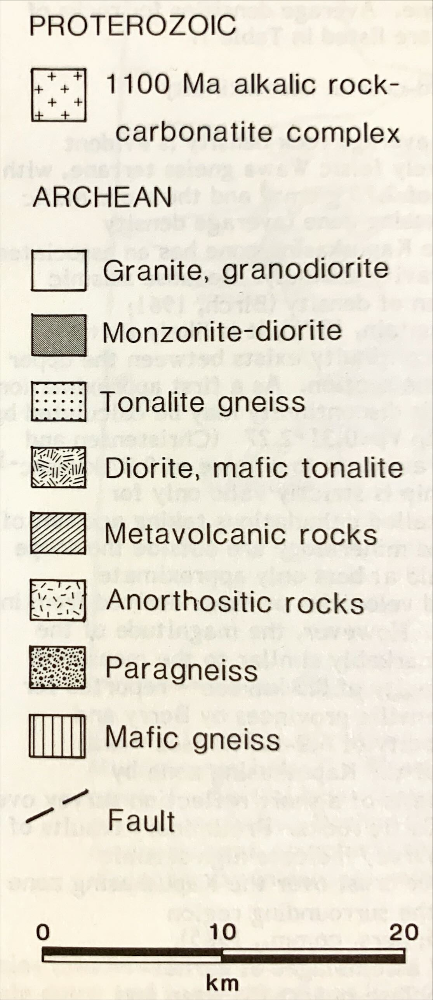 PROTEROZOIC
1100 Ma alkalic rock-
carbonatite complex
ARCHEAN
Granite, granodiorite
Monzonite-diorite
Tonalite gneiss
Diorite, mafic tonalite
Metavolcanic rocks
Anorthositic rocks
Paragneiss
Mafic gneiss
Fault
0 10 20
km